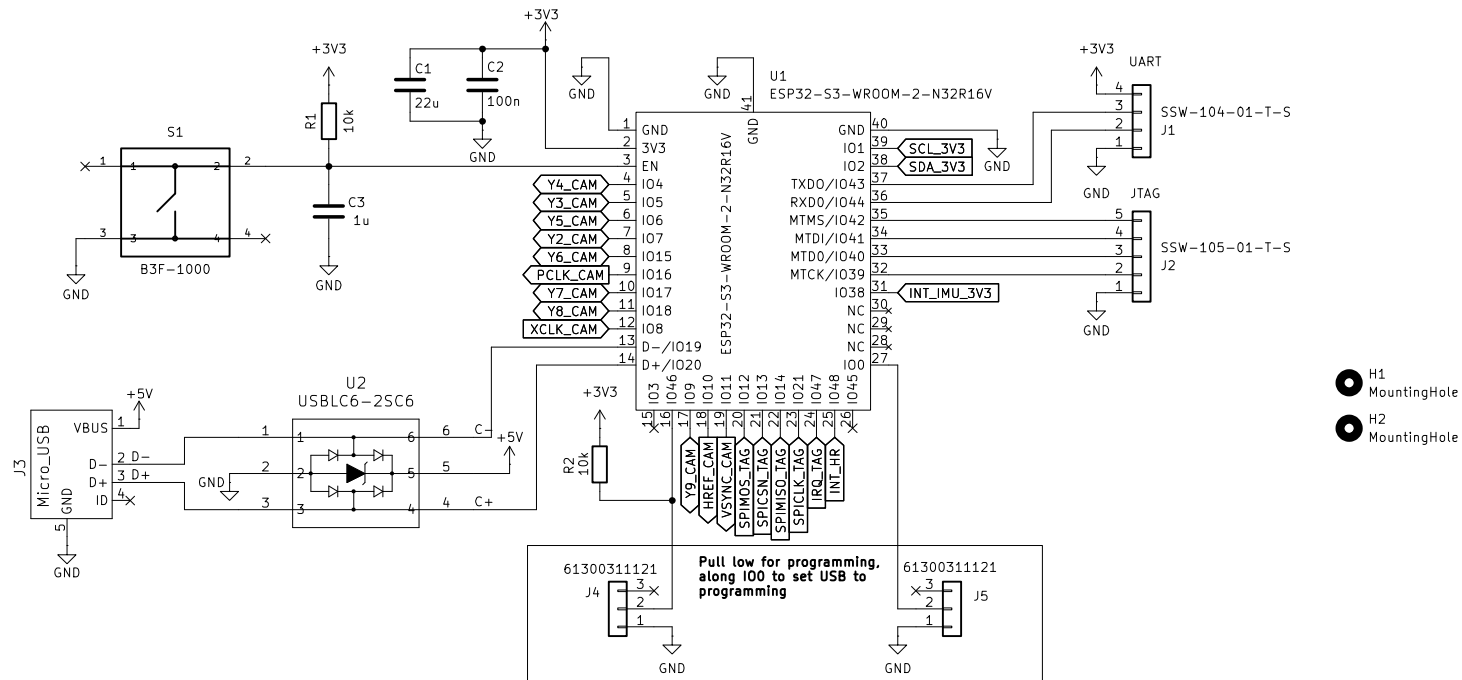 +3V3
+3V3
C1
22u
C2
100n
GND
R1
10k
S1
1
1
2
2
3
3
4
4
B3F-1000
GND
C3
1u
GND
GND
GND
U1
ESP32-S3-WROOM-2-N32R16V
ESP32-S3-WROOM-2-N32R16V
41
GND
1 GND
2 3V3
3 EN
Y4_CAM 4 IO4
Y3_CAM 5 IO5
Y5_CAM 6 IO6
Y2_CAM 7 IO7
Y6_CAM 8 IO15
PCLK_CAM 9 IO16
Y7_CAM 10 IO17
Y8_CAM 11 IO18
XCLK_CAM 12 IO8
13 D-/IO19
14 D+/IO20
GND 40
GND
IO1 39 SCL_3V3
IO2 38 SDA_3V3
TXD0/IO43 37
RXD0/IO44 36
MTMS/IO42 35
MTDI/IO41 34
MTDO/IO40 33
MTCK/IO39 32
IO38 31 INT_IMU_3V3
NC 30
NC 29
NC 28
IO0 27
15 IO3
16 IO46
17 IO9 Y9_CAM
18 IO10 HREF_CAM
19 IO11 VSYNC_CAM
20 IO12 SPIMOS_TAG
21 IO13 SPICSN_TAG
22 IO14 SPIMISO_TAG
23 IO21 SPICLK_TAG
24 IO47 IRQ_TAG
25 IO48 INT_HR
26 IO45
+3V3
UART
4
3
2
1
SSW-104-01-T-S
J1
GND
JTAG
5
4
3
2
1
SSW-105-01-T-S
J2
GND
H1
MountingHole
H2
MountingHole
U2
USBLC6-2SC6
1 1 6 6 C-
2 2 5 5
3 3 4 4 C+
+5V
GND
+5V
J3
Micro_USB
VBUS 1
D- 2 D-
D+ 3 D+
ID 4
GND
5
GND
+3V3
R2
10k
Pull low for programming,
along IO0 to set USB to
programming
61300311121
J4
3
2
1
GND
61300311121
J5
3
2
1
GND